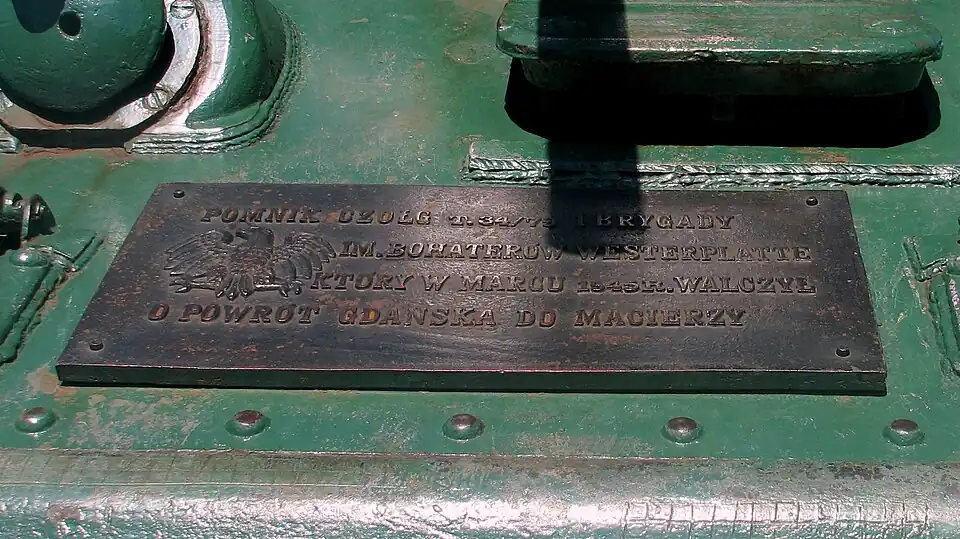 POMNIK CZOŁG T.34/75 I BRYGADY
IM. BOHATERÓW WESTERPLATTE
KTÓRY W MARCU 1945R. WALCZYŁ
O POWRÓT GDAŃSKA DO MACIERZY